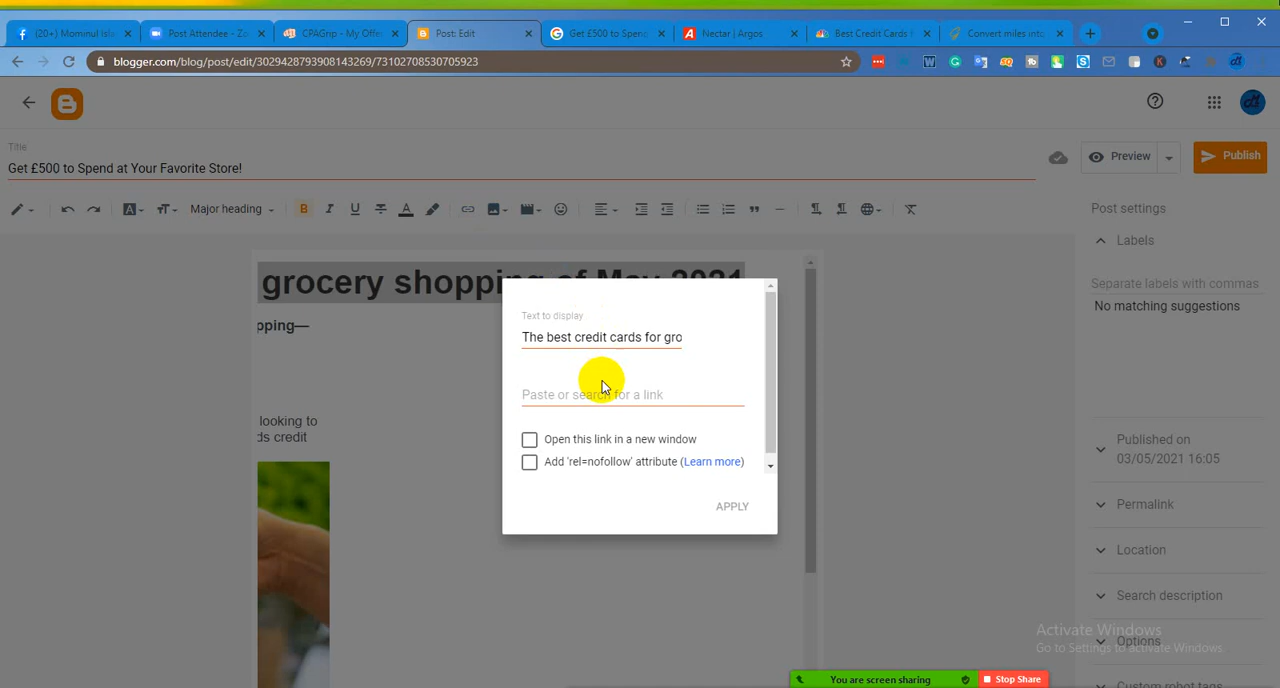 (20+) Mominul Isl
Post Attendee - Zo
CPAGrip - My Offe
Post: Edit
Get £500 to Spend
Nectar | Argos
Best Credit Cards f
Convert miles into
blogger.com/blog/post/edit/3029428793908143269/73102708530705923
Title
Get £500 to Spend at Your Favorite Store!
Preview
Publish
Major heading
B
Post settings
Labels
Separate labels with commas
No matching suggestions
grocery shopping of May 2021
pping—
looking to
ds credit
Text to display
The best credit cards for gro
Paste or search for a link
Open this link in a new window
Add 'rel=nofollow' attribute (Learn more)
APPLY
Published on
03/05/2021 16:05
Permalink
Location
Search description
Options
Custom robot tags
Activate Windows
Go to Settings to activate Windows.
You are screen sharing
Stop Share